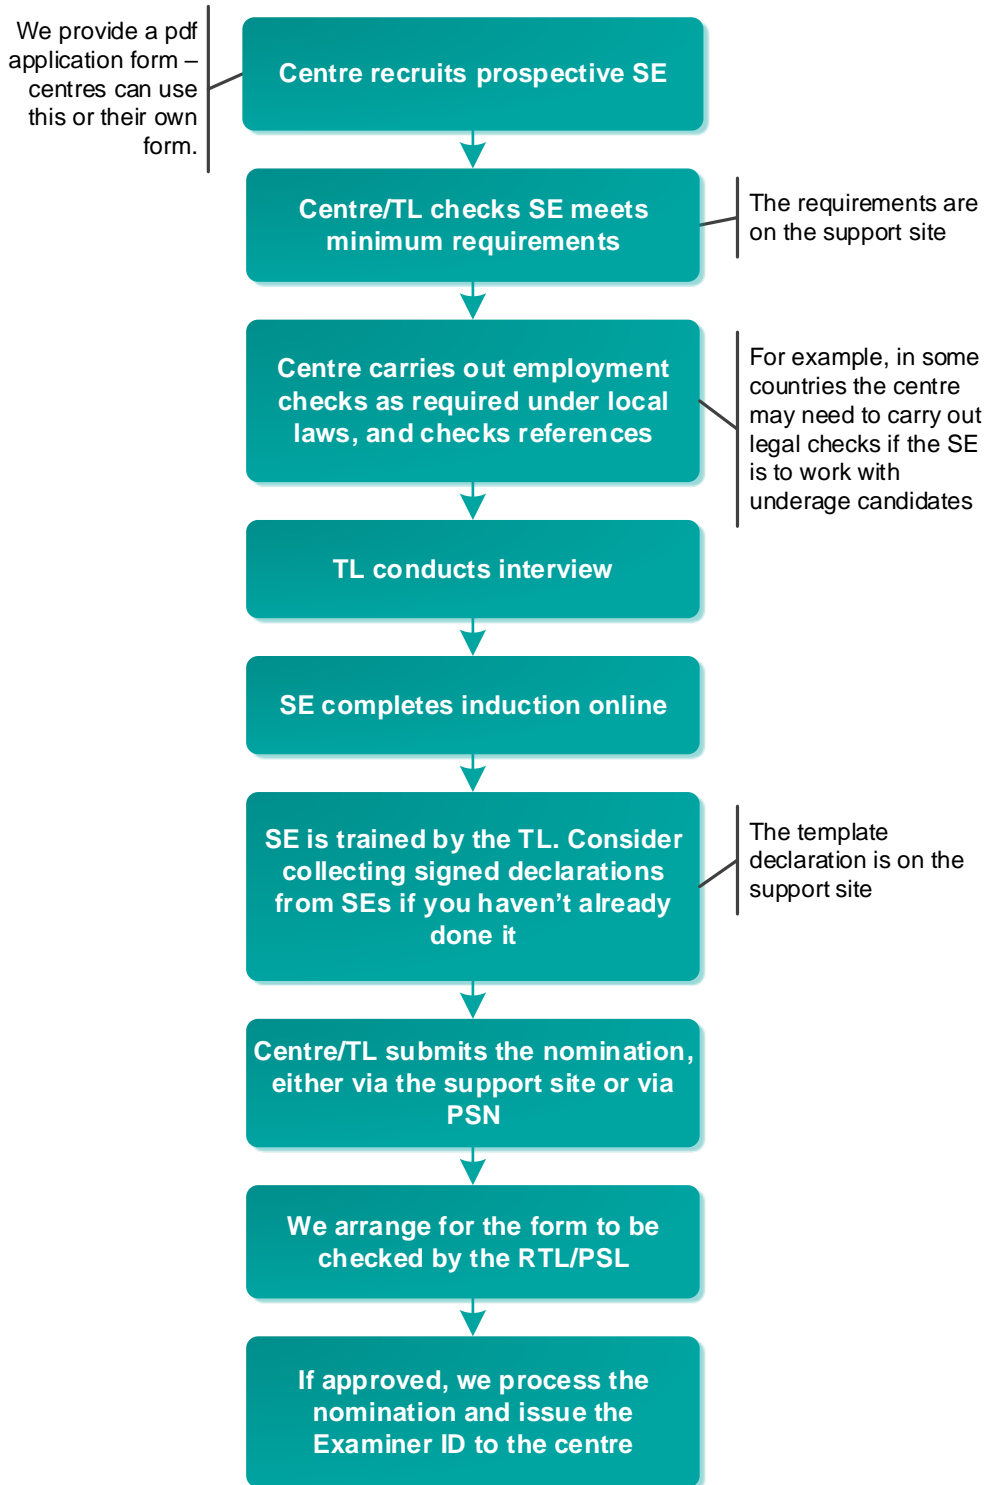 We provide a pdf
application form –
centres can use
this or their own
form.
Centre recruits prospective SE
Centre/TL checks SE meets
minimum requirements
The requirements are
on the support site
Centre carries out employment
checks as required under local
laws, and checks references
For example, in some
countries the centre
may need to carry out
legal checks if the SE
is to work with
underage candidates
TL conducts interview
SE completes induction online
SE is trained by the TL. Consider
collecting signed declarations
from SEs if you haven’t already
done it
The template
declaration is on the
support site
Centre/TL submits the nomination,
either via the support site or via
PSN
We arrange for the form to be
checked by the RTL/PSL
If approved, we process the
nomination and issue the
Examiner ID to the centre